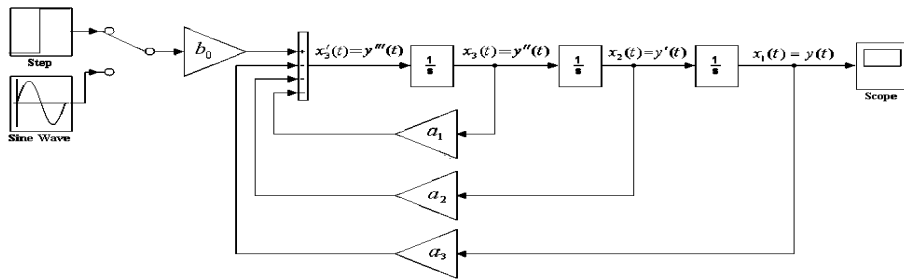 Step
Sine Wave
b₀
x₃′(t)=y‴(t)
1/s
x₃(t)=y″(t)
1/s
x₂(t)=y′(t)
1/s
x₁(t) = y(t)
Scope
a₁
a₂
a₃